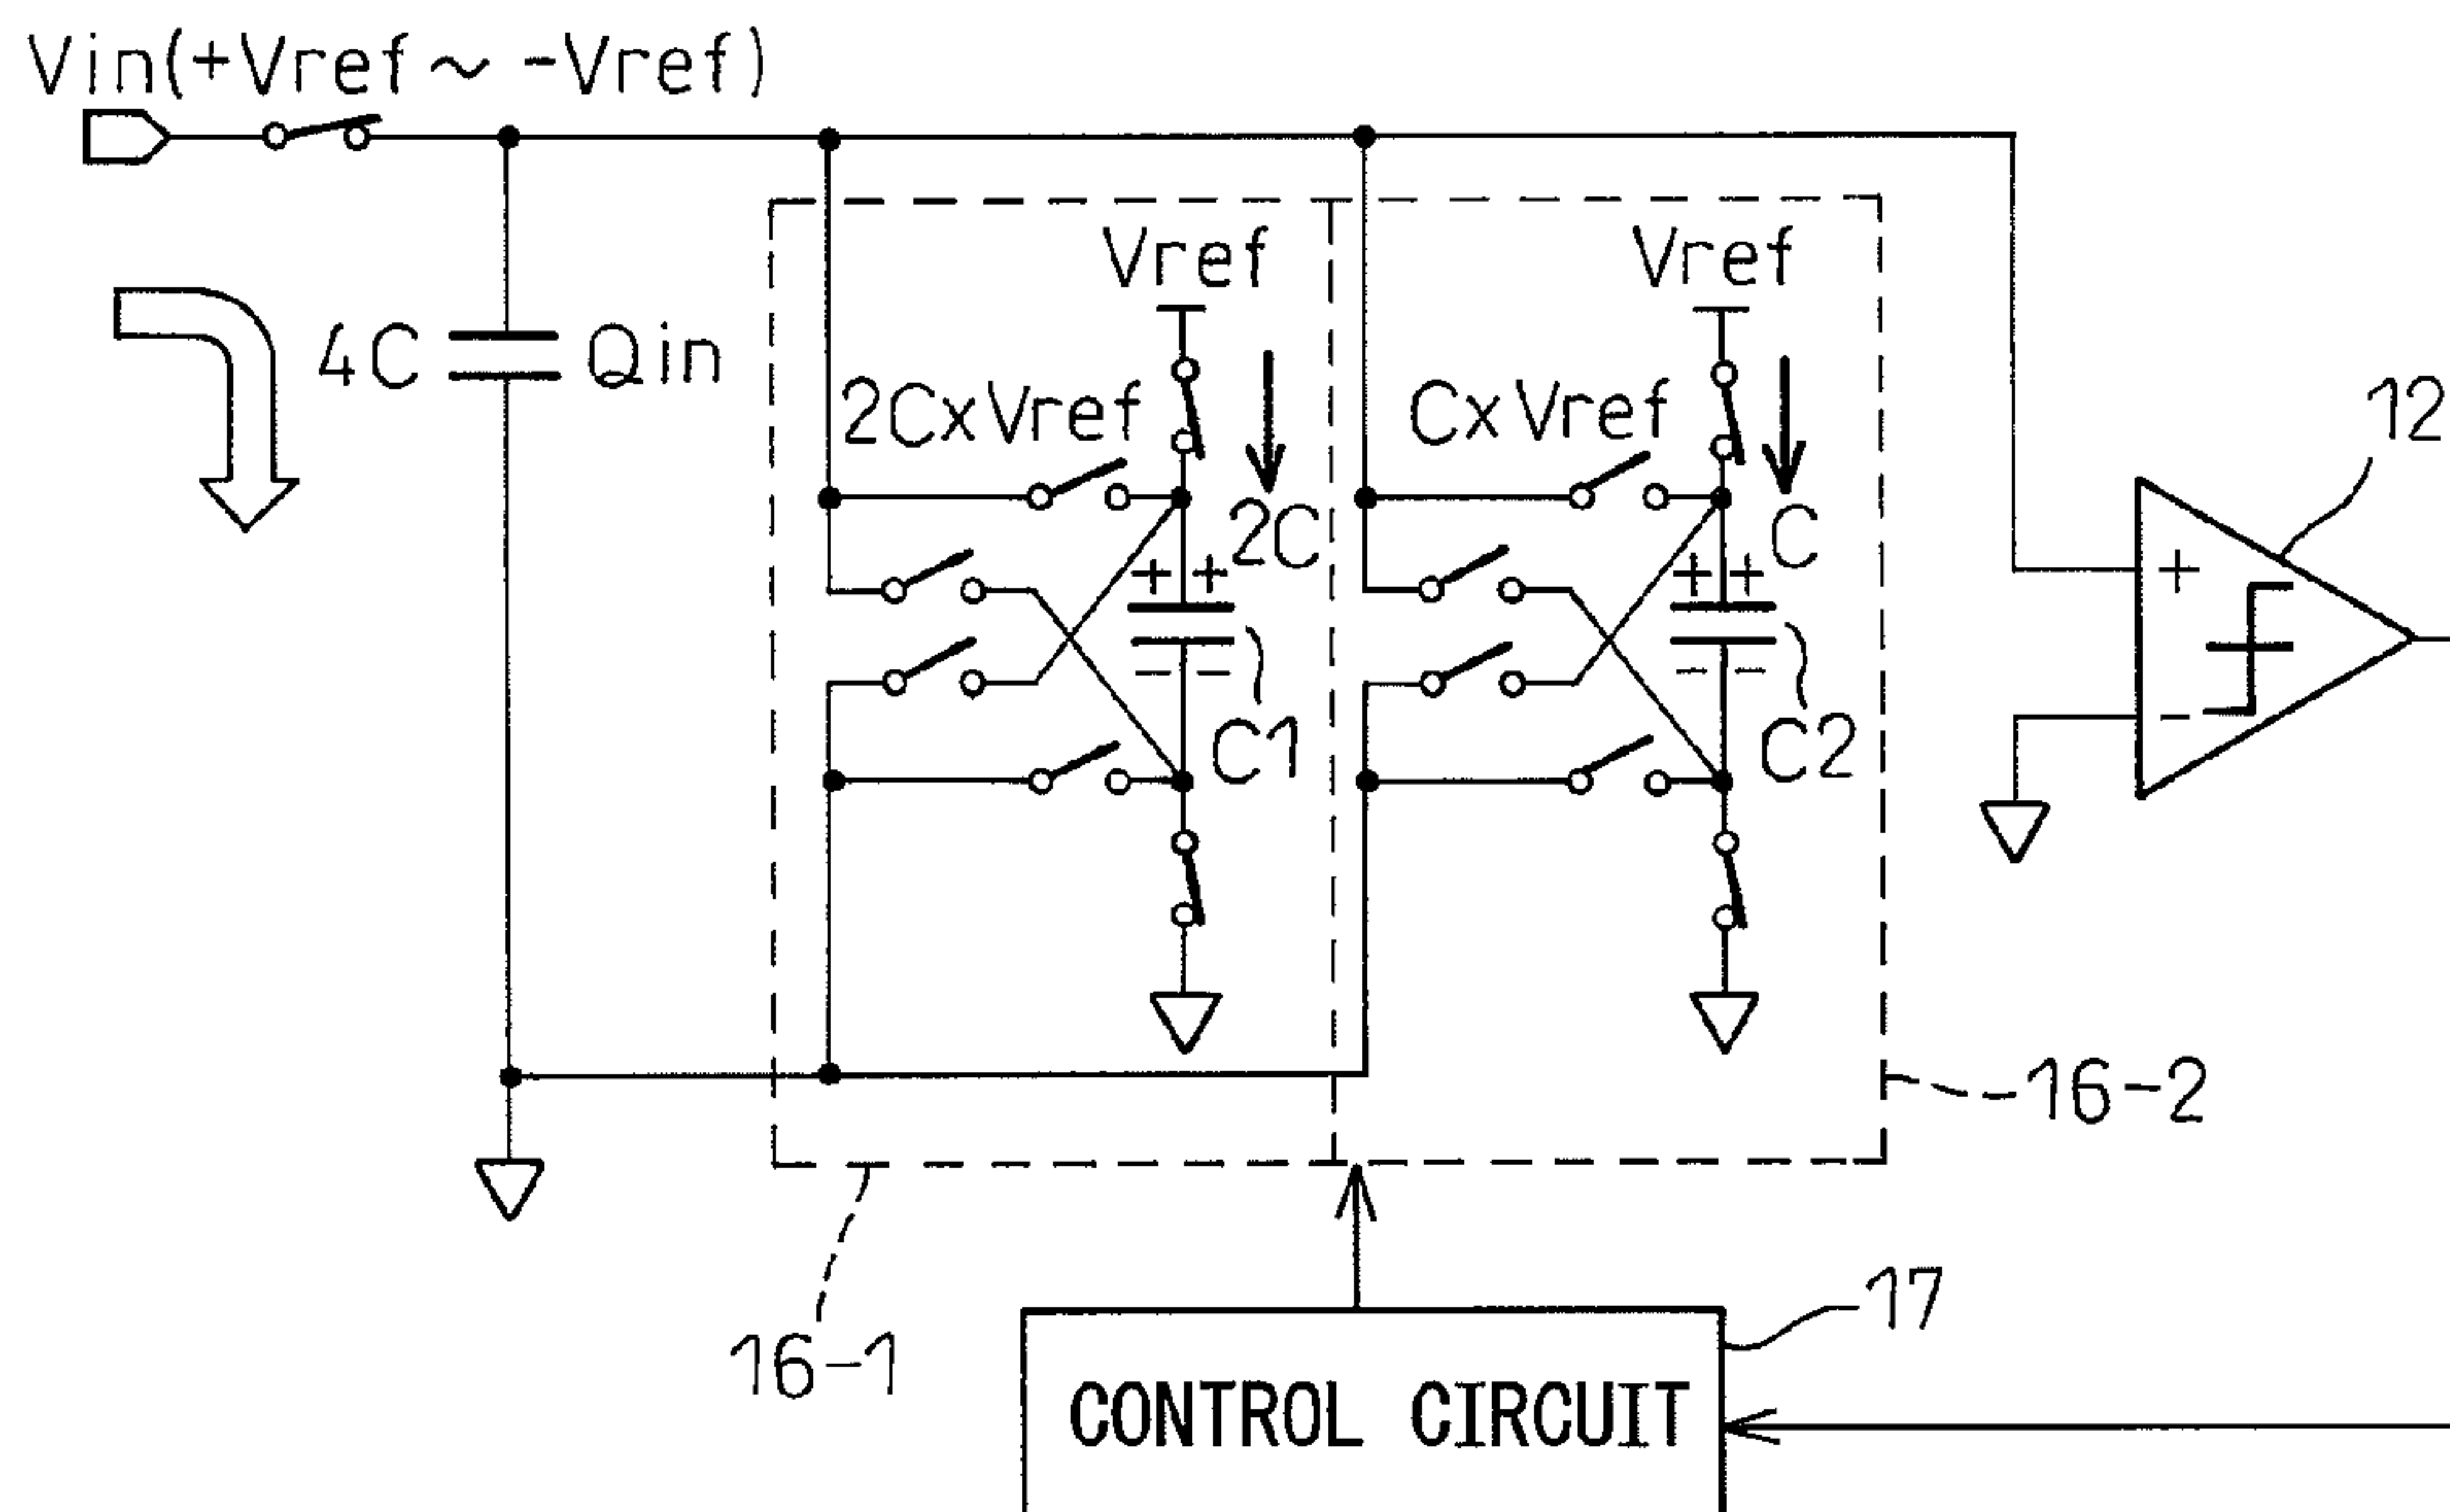 Vin(+Vref ~ -Vref)
Vref
Vref
4C
Qin
2CxVref
CxVref
12
2C
C
+ +
+ +
+
- -
- -
-
C1
C2
16-2
16-1
17
CONTROL CIRCUIT